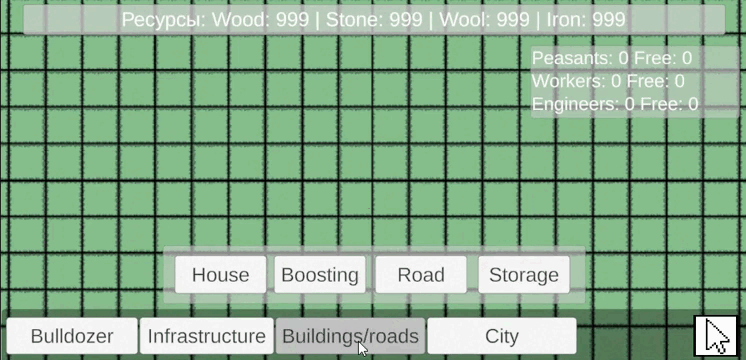 Ресурсы: Wood: 999 | Stone: 999 | Wool: 999 | Iron: 999
Peasants: 0 Free: 0
Workers: 0 Free: 0
Engineers: 0 Free: 0
House Boosting Road Storage
Bulldozer Infrastructure Buildings/roads City